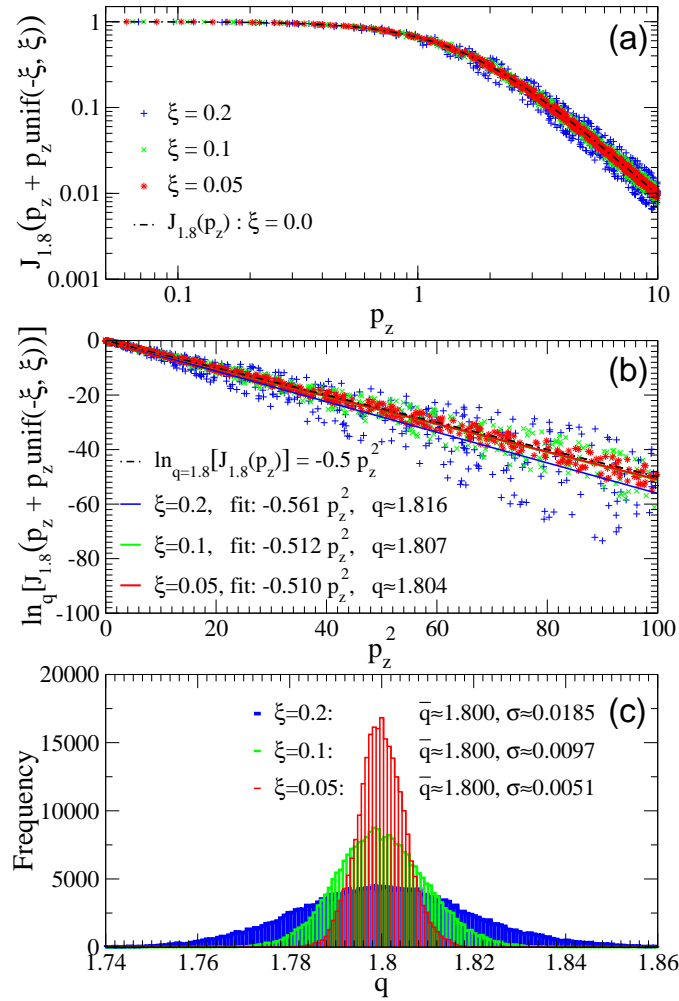 (a)
1
0.1
0.01
0.001
J1.8(pz + pz unif(-ξ, ξ))
ξ = 0.2
ξ = 0.1
ξ = 0.05
J1.8(pz) : ξ = 0.0
0.1 1 10
pz
(b)
0
-20
-40
-60
-80
-100
lnq[J1.8(pz + pz unif(-ξ, ξ))]
lnq=1.8[J1.8(pz)] = -0.5 pz²
ξ=0.2, fit: -0.561 pz², q≈1.816
ξ=0.1, fit: -0.512 pz², q≈1.807
ξ=0.05, fit: -0.510 pz², q≈1.804
0 20 40 60 80 100
pz²
(c)
20000
15000
10000
5000
0
Frequency
ξ=0.2: q̅≈1.800, σ≈0.0185
ξ=0.1: q̅≈1.800, σ≈0.0097
ξ=0.05: q̅≈1.800, σ≈0.0051
1.74 1.76 1.78 1.8 1.82 1.84 1.86
q